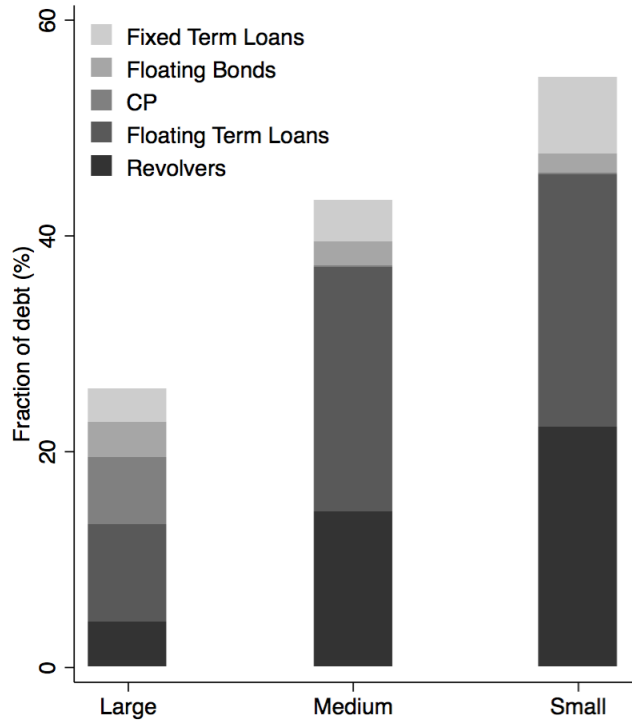 60
Fixed Term Loans
Floating Bonds
CP
Floating Term Loans
Revolvers
40
Fraction of debt (%)
20
0
Large Medium Small